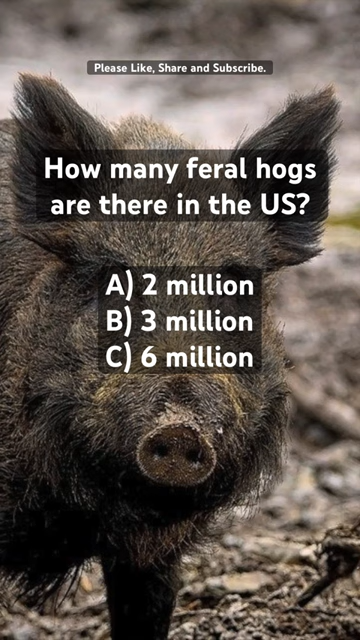 Please Like, Share and Subscribe.
How many feral hogs
are there in the US?
A) 2 million
B) 3 million
C) 6 million